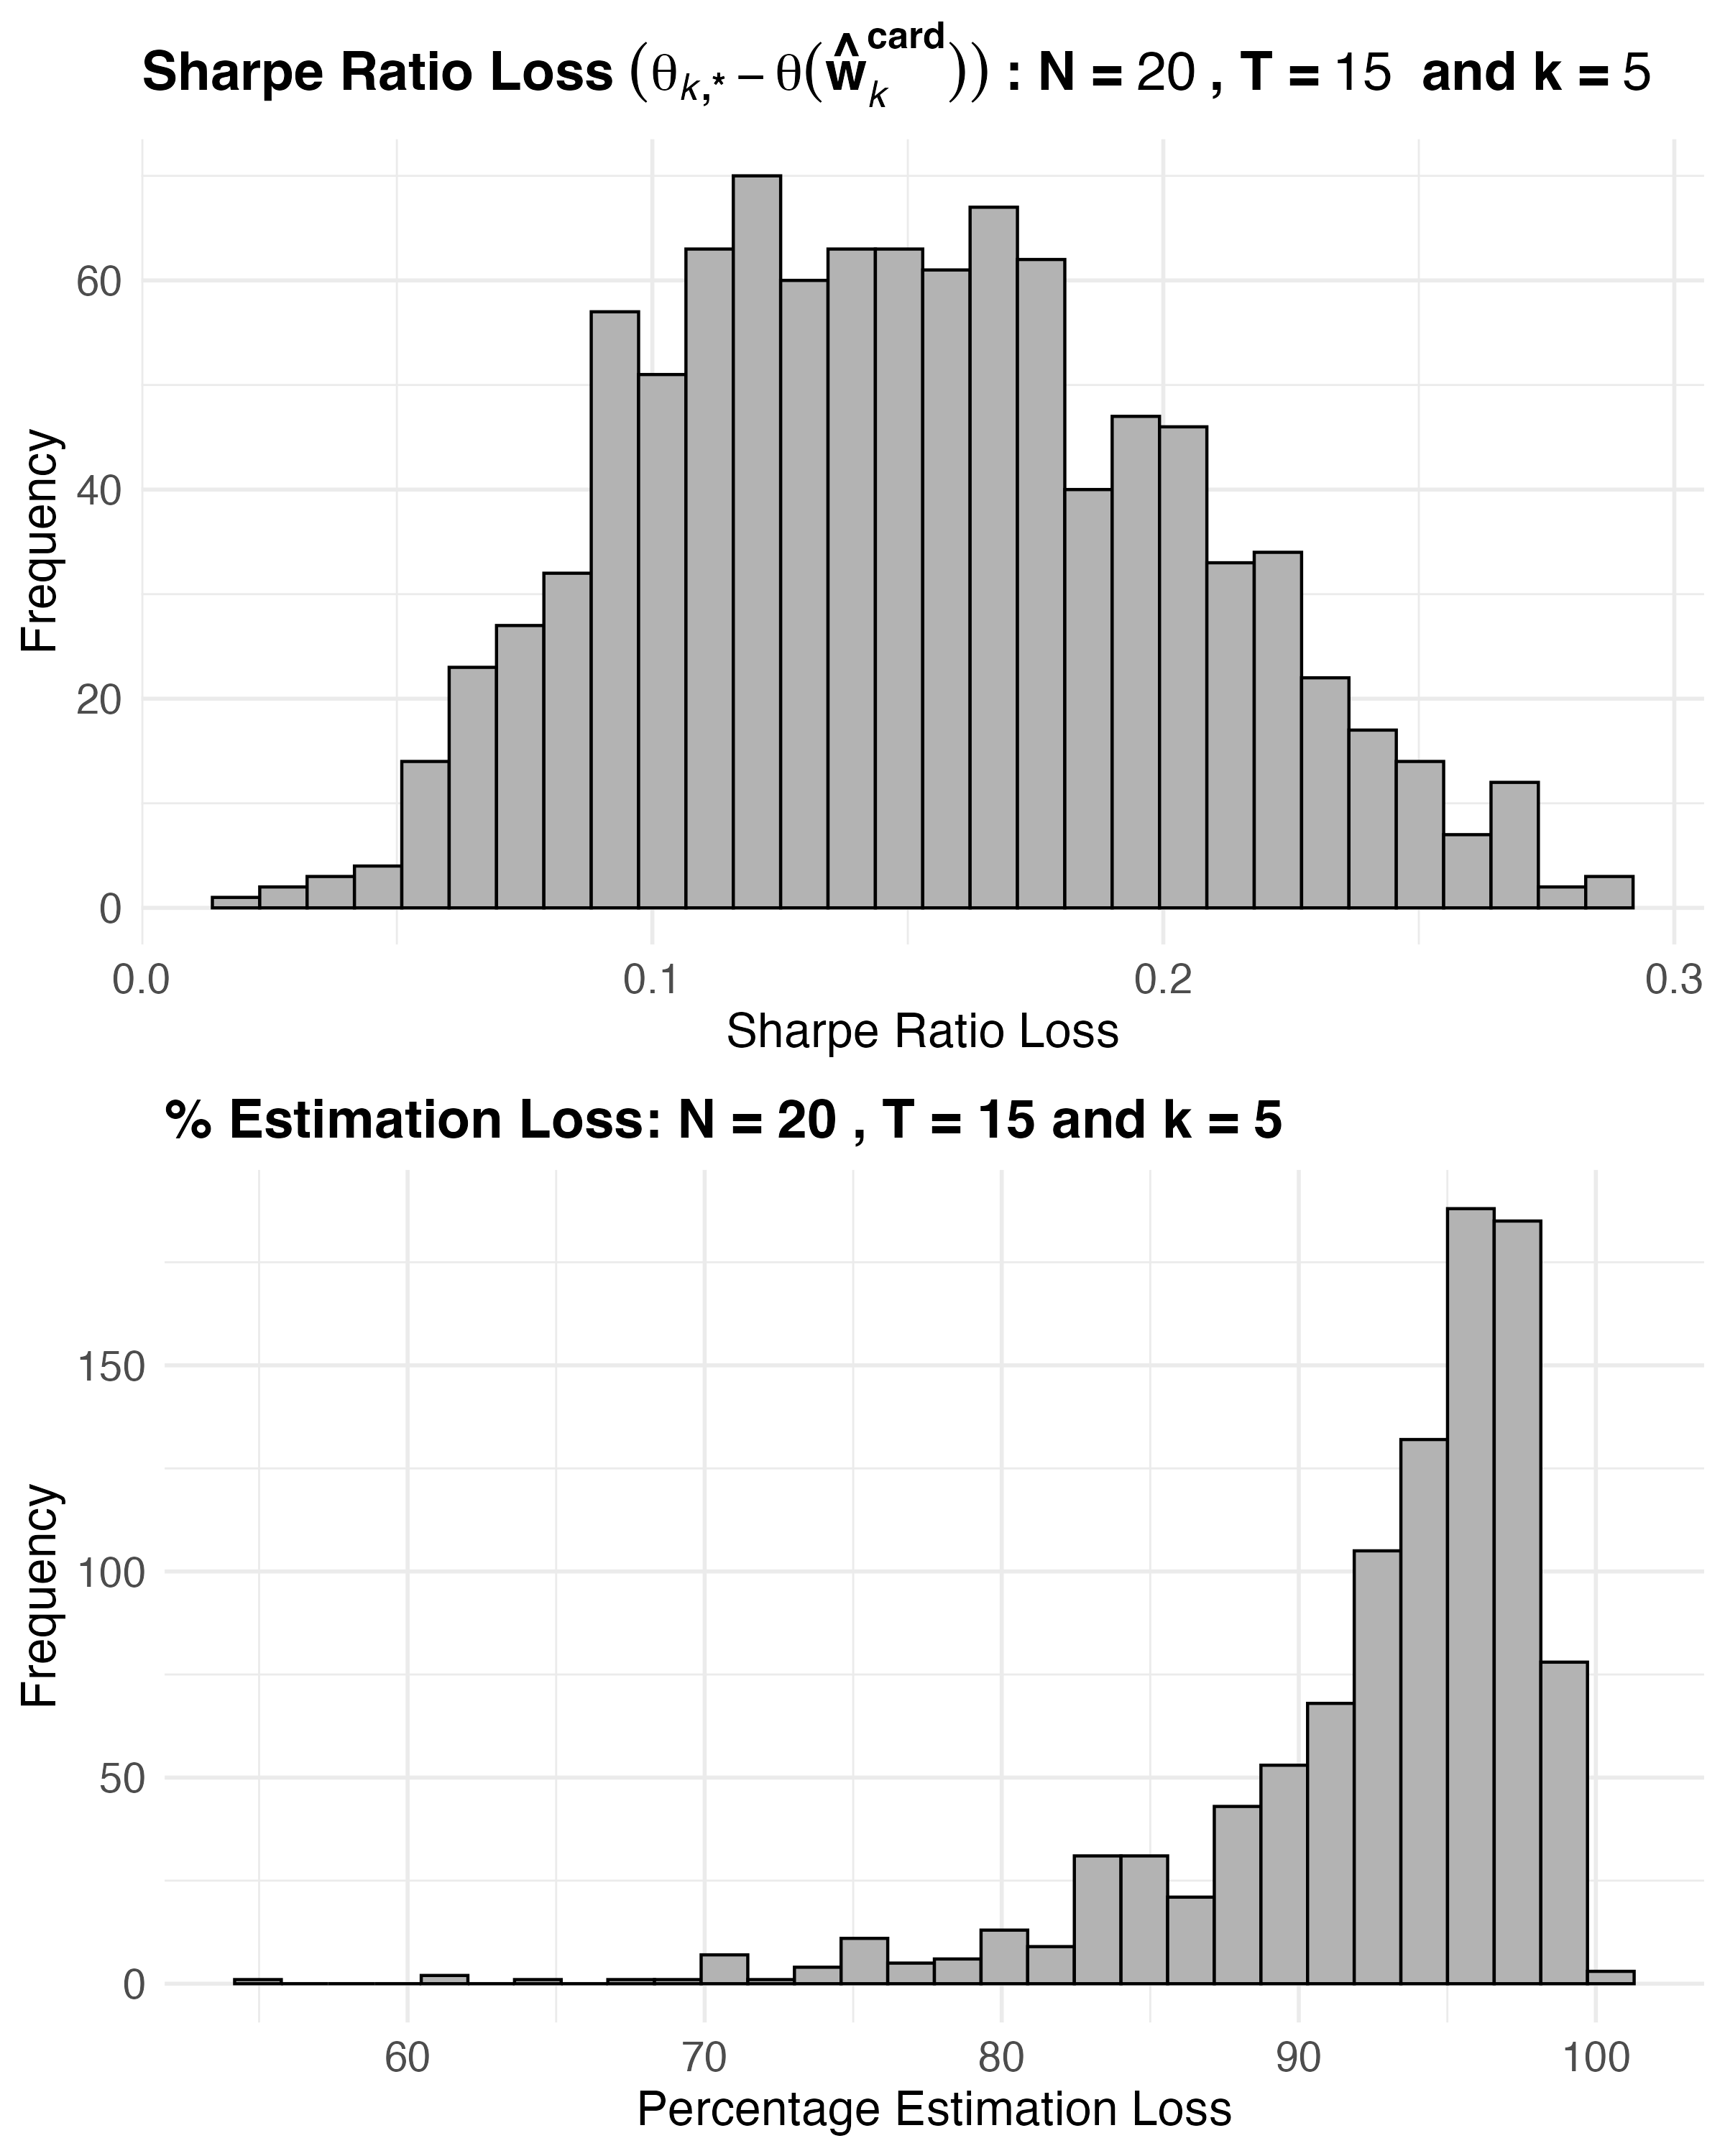 Sharpe Ratio Loss (θk,* − θ(ŵk^card)) : N = 20 , T = 15 and k = 5
Frequency
60
40
20
0
0.0 0.1 0.2 0.3
Sharpe Ratio Loss
% Estimation Loss: N = 20 , T = 15 and k = 5
Frequency
150
100
50
0
60 70 80 90 100
Percentage Estimation Loss